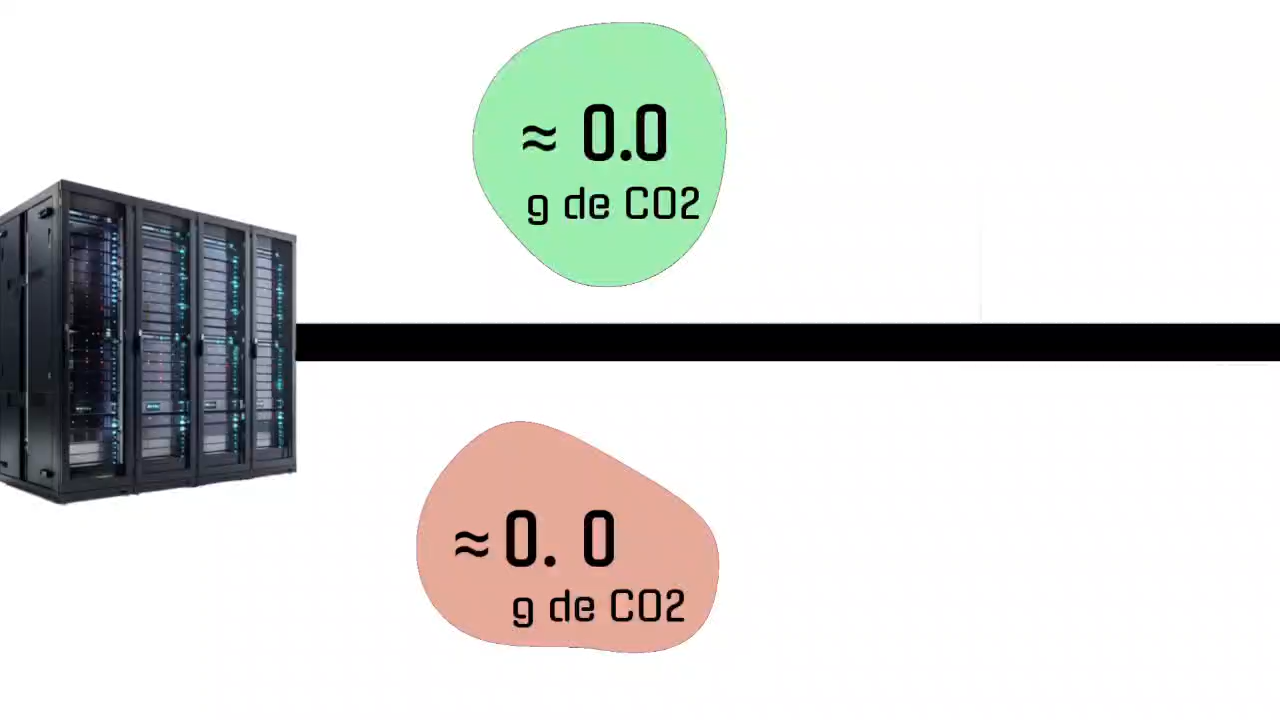 ≈ 0.0
g de CO2
≈ 0. 0
g de CO2